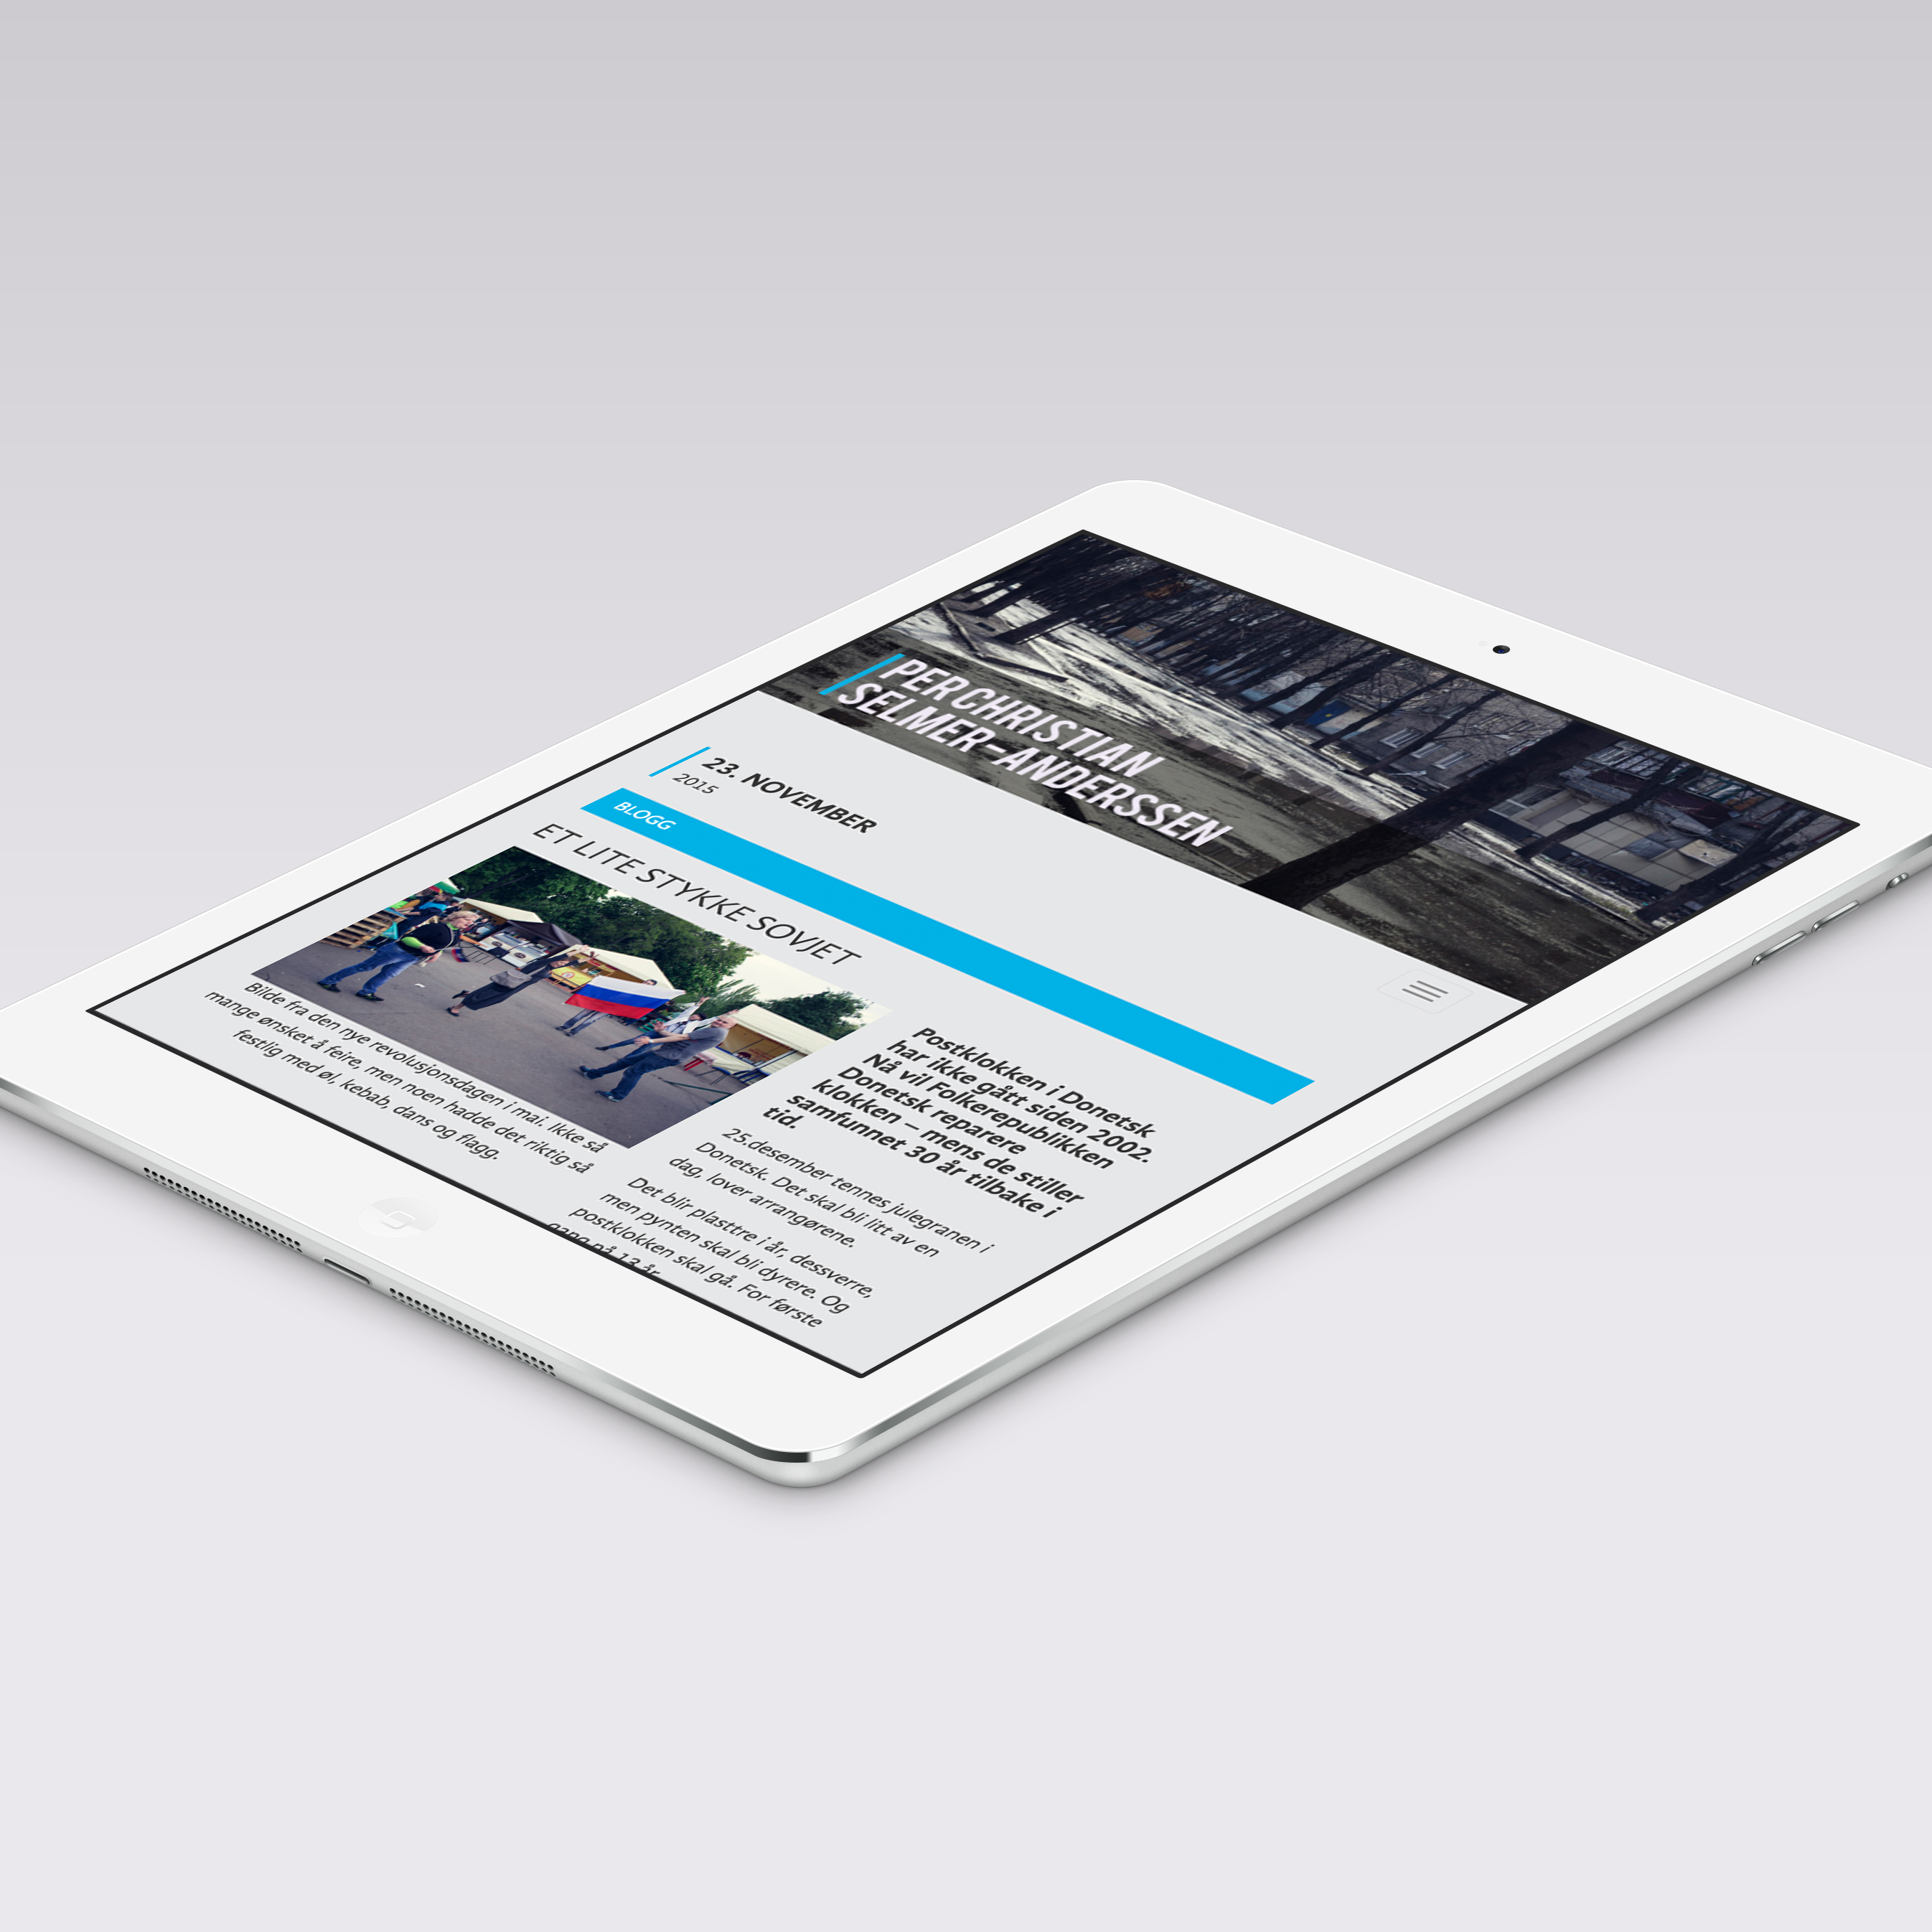 PERCHRISTIAN
SELMER-ANDERSSEN
23. NOVEMBER
2015
BLOGG
ET LITE STYKKE SOVJET
Bilde fra den nye revolusjonsdagen i mai. Ikke så
mange ønsket å feire, men noen hadde det riktig så
festlig med øl, kebab, dans og flagg.
Postklokken i Donetsk
har ikke gått siden 2002.
Nå vil Folkerepublikken
Donetsk reparere
klokken – mens de stiller
samfunnet 30 år tilbake i
tid.
25.desember tennes julegranen i
Donetsk. Det skal bli litt av en
dag, lover arrangørene.
Det blir plasttre i år, dessverre,
men pynten skal bli dyrere. Og
postklokken skal gå. For første
gang på 13 år